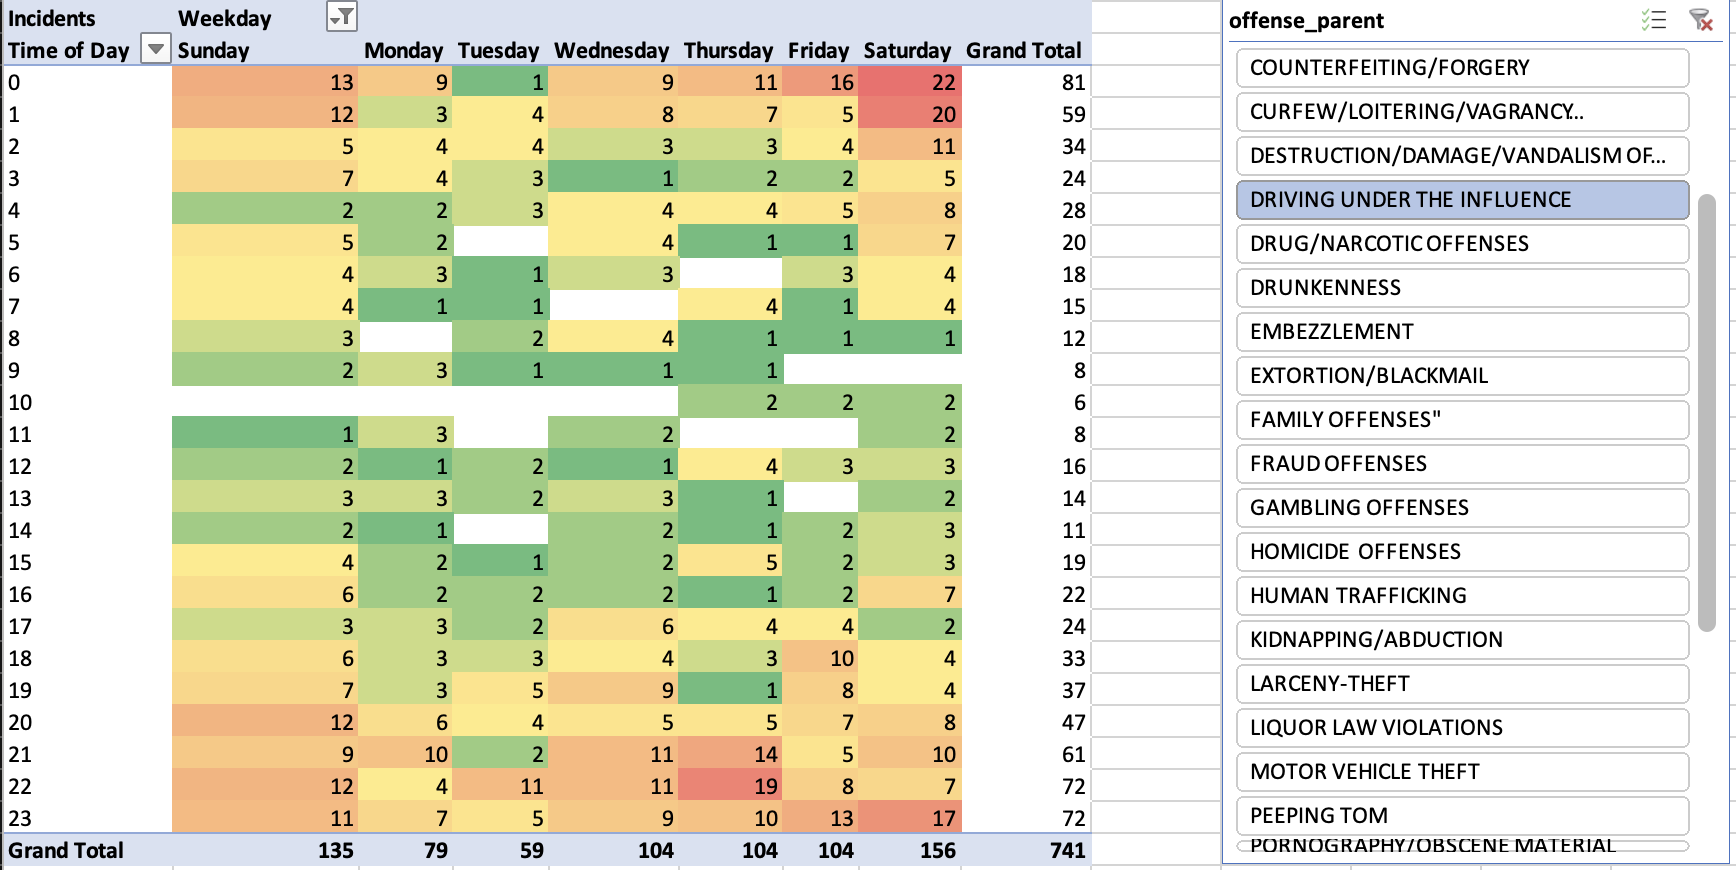 Incidents Weekday
Time of Day Sunday Monday Tuesday Wednesday Thursday Friday Saturday Grand Total
0 13 9 1 9 11 16 22 81
1 12 3 4 8 7 5 20 59
2 5 4 4 3 3 4 11 34
3 7 4 3 1 2 2 5 24
4 2 2 3 4 4 5 8 28
5 5 2 4 1 1 7 20
6 4 3 1 3 3 4 18
7 4 1 1 4 1 4 15
8 3 2 4 1 1 1 12
9 2 3 1 1 1 8
10 2 2 2 6
11 1 3 2 2 8
12 2 1 2 1 4 3 3 16
13 3 3 2 3 1 2 14
14 2 1 2 1 2 3 11
15 4 2 1 2 5 2 3 19
16 6 2 2 2 1 2 7 22
17 3 3 2 6 4 4 2 24
18 6 3 3 4 3 10 4 33
19 7 3 5 9 1 8 4 37
20 12 6 4 5 5 7 8 47
21 9 10 2 11 14 5 10 61
22 12 4 11 11 19 8 7 72
23 11 7 5 9 10 13 17 72
Grand Total 135 79 59 104 104 104 156 741
offense_parent
COUNTERFEITING/FORGERY
CURFEW/LOITERING/VAGRANCY...
DESTRUCTION/DAMAGE/VANDALISM OF...
DRIVING UNDER THE INFLUENCE
DRUG/NARCOTIC OFFENSES
DRUNKENNESS
EMBEZZLEMENT
EXTORTION/BLACKMAIL
FAMILY OFFENSES"
FRAUD OFFENSES
GAMBLING OFFENSES
HOMICIDE OFFENSES
HUMAN TRAFFICKING
KIDNAPPING/ABDUCTION
LARCENY-THEFT
LIQUOR LAW VIOLATIONS
MOTOR VEHICLE THEFT
PEEPING TOM
PORNOGRAPHY/OBSCENE MATERIAL